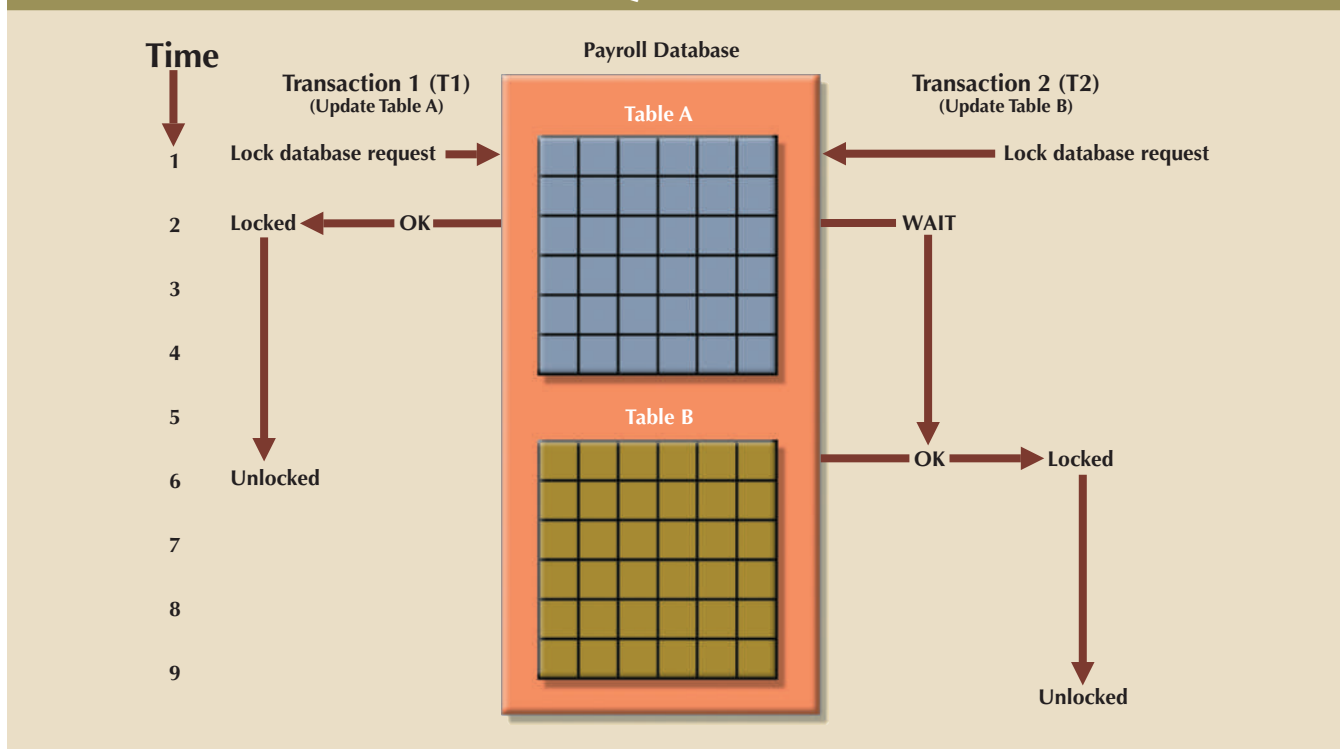 Time
Payroll Database
Transaction 1 (T1)
(Update Table A)
Transaction 2 (T2)
(Update Table B)
Table A
1 Lock database request Lock database request
2 Locked OK WAIT
3
4
5 Table B
OK Locked
6 Unlocked
7
8
9
Unlocked